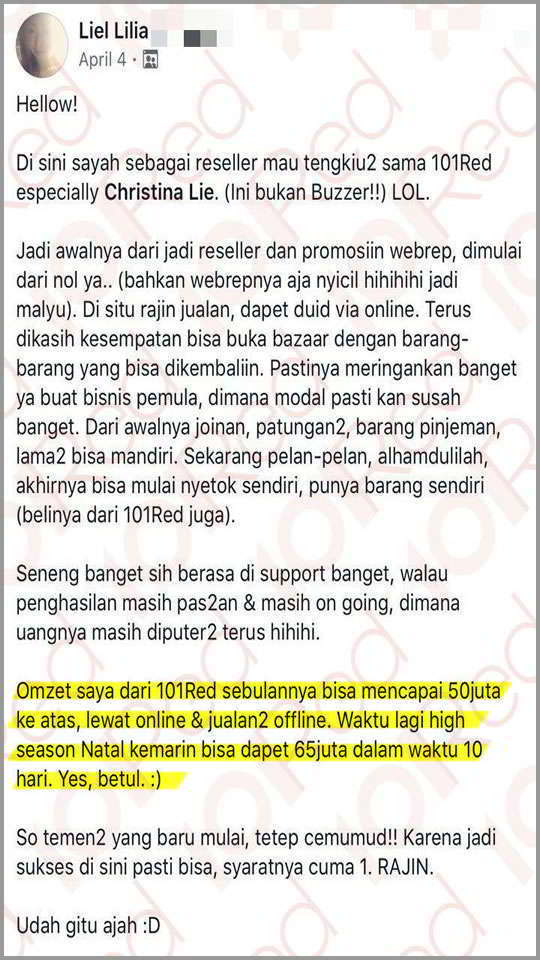 Liel Lilia
April 4
Hellow!
Di sini sayah sebagai reseller mau tengkiu2 sama 101Red
especially Christina Lie. (Ini bukan Buzzer!!) LOL.
Jadi awalnya dari jadi reseller dan promosiin webrep, dimulai
dari nol ya.. (bahkan webrepnya aja nyicil hihihihi jadi
malyu). Di situ rajin jualan, dapet duid via online. Terus
dikasih kesempatan bisa buka bazaar dengan barang-
barang yang bisa dikembaliin. Pastinya meringankan banget
ya buat bisnis pemula, dimana modal pasti kan susah
banget. Dari awalnya joinan, patungan2, barang pinjeman,
lama2 bisa mandiri. Sekarang pelan-pelan, alhamdulilah,
akhirnya bisa mulai nyetok sendiri, punya barang sendiri
(belinya dari 101Red juga).
Seneng banget sih berasa di support banget, walau
penghasilan masih pas2an & masih on going, dimana
uangnya masih diputer2 terus hihihi.
Omzet saya dari 101Red sebulannya bisa mencapai 50juta
ke atas, lewat online & jualan2 offline. Waktu lagi high
season Natal kemarin bisa dapet 65juta dalam waktu 10
hari. Yes, betul. :)
So temen2 yang baru mulai, tetep cemumud!! Karena jadi
sukses di sini pasti bisa, syaratnya cuma 1. RAJIN.
Udah gitu ajah :D